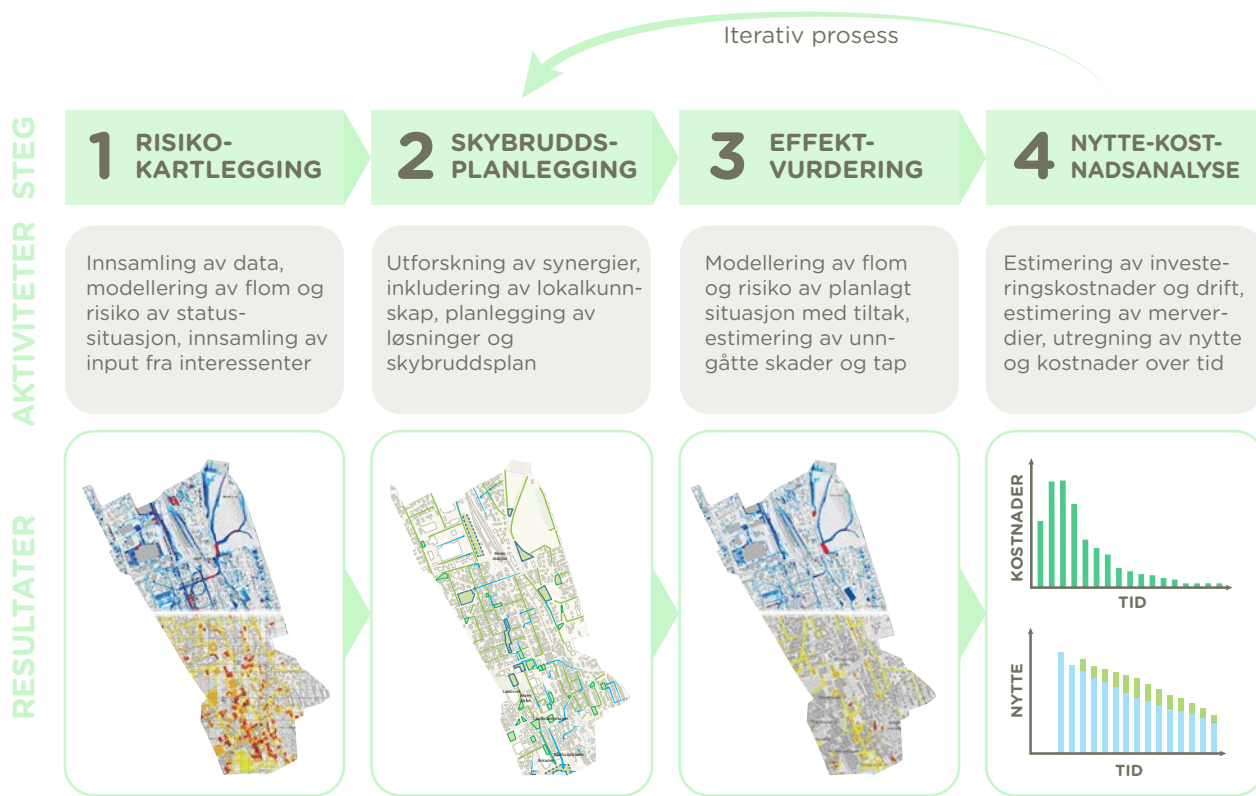 Iterativ prosess
STEG
1 RISIKO-
KARTLEGGING
2 SKYBRUDDS-
PLANLEGGING
3 EFFEKT-
VURDERING
4 NYTTE-KOST-
NADSANALYSE
AKTIVITETER
Innsamling av data,
modellering av flom og
risiko av status-
situasjon, innsamling av
input fra interessenter
Utforskning av synergier,
inkludering av lokalkunn-
skap, planlegging av
løsninger og
skybruddsplan
Modellering av flom
og risiko av planlagt
situasjon med tiltak,
estimering av unn-
gåtte skader og tap
Estimering av investe-
ringskostnader og drift,
estimering av merver-
dier, utregning av nytte
og kostnader over tid
RESULTATER
KOSTNADER
TID
NYTTE
TID